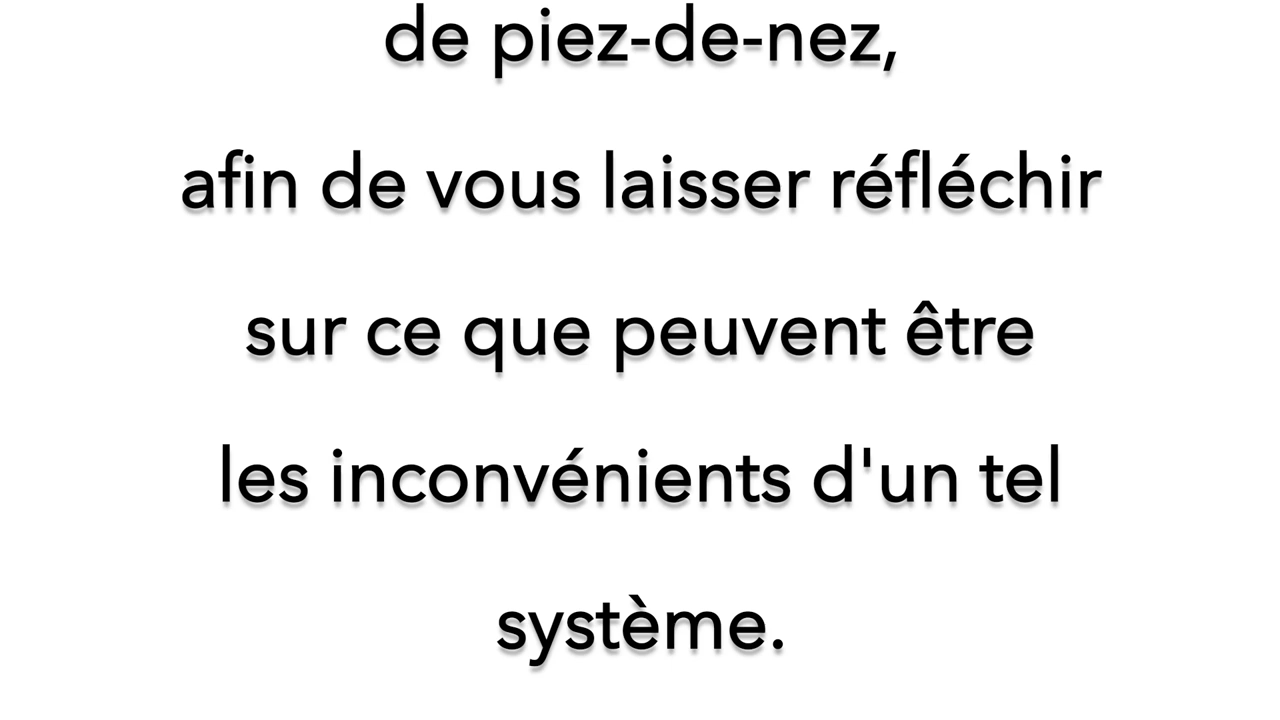 de piez-de-nez,
afin de vous laisser réfléchir
sur ce que peuvent être
les inconvénients d'un tel
système.